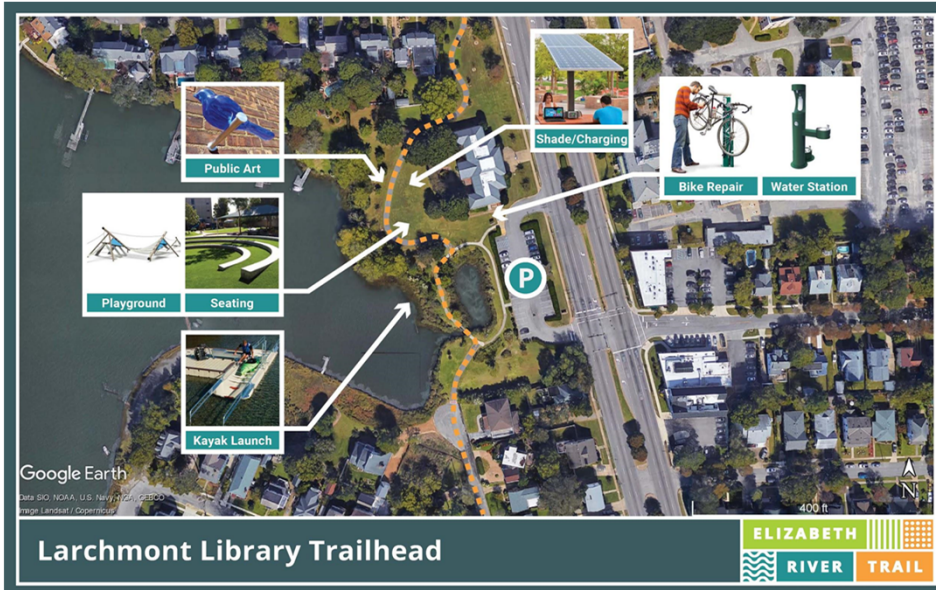 Public Art
Shade/Charging
Bike Repair
Water Station
Playground
Seating
P
Kayak Launch
Google Earth
Data SIO, NOAA, U.S. Navy, NGA, GEBCO
Image Landsat / Copernicus
N
400 ft
Larchmont Library Trailhead
ELIZABETH
RIVER TRAIL